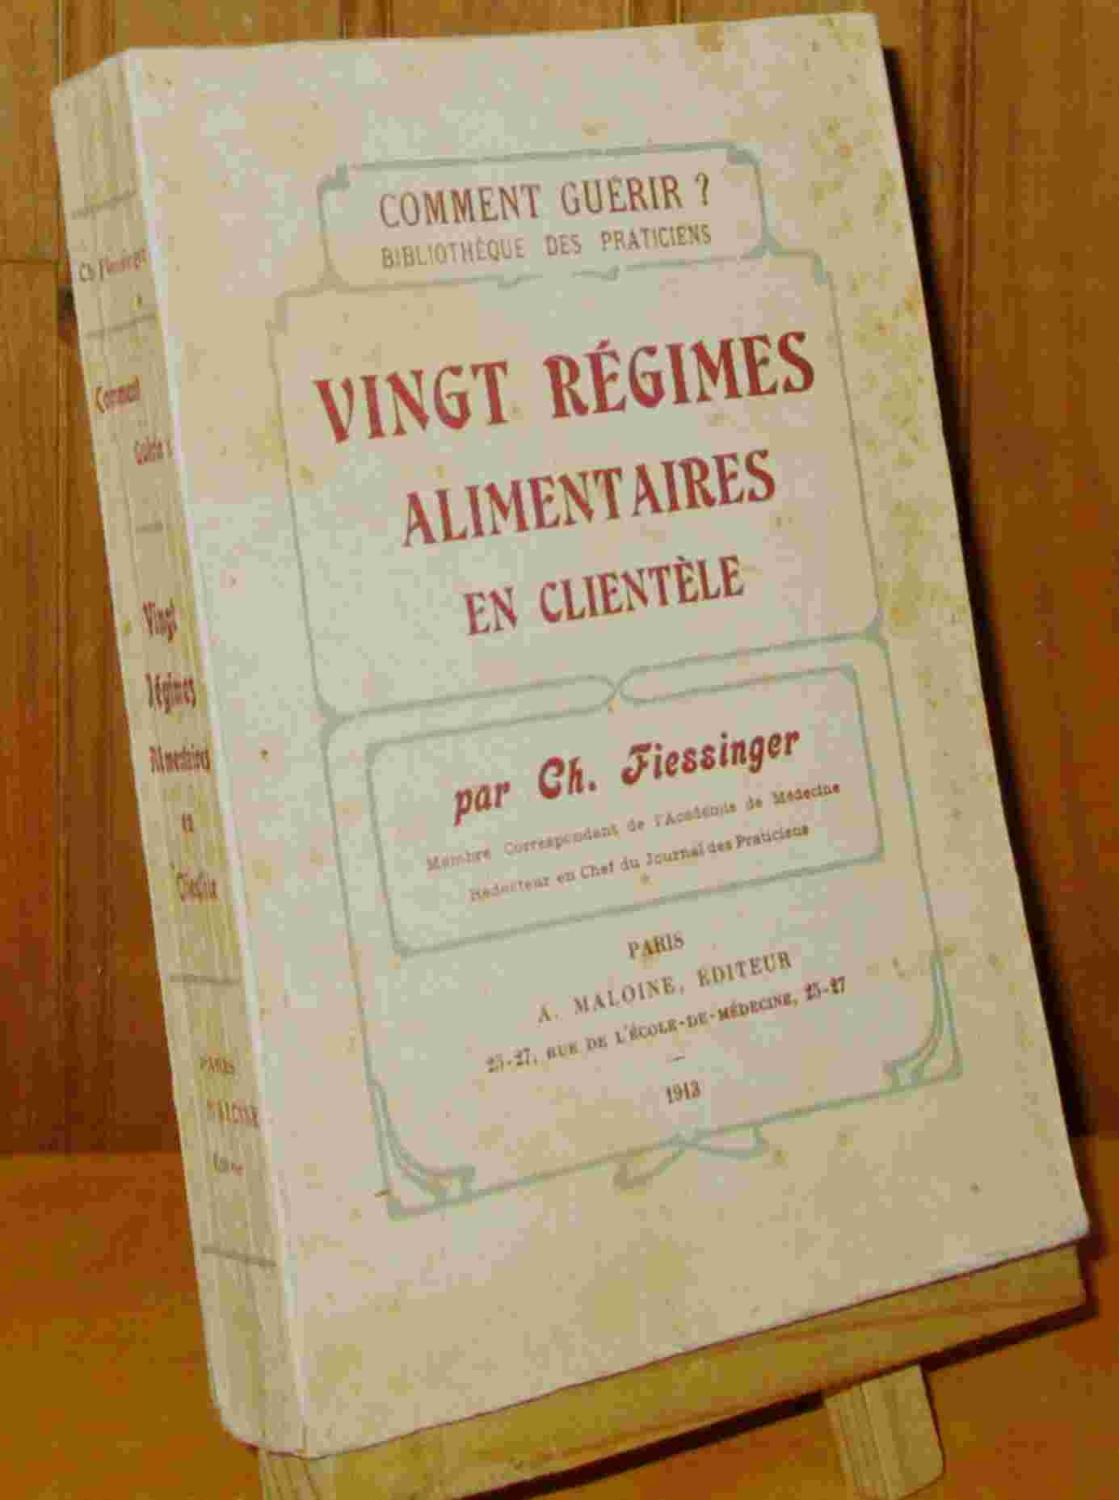 COMMENT GUÉRIR ?
BIBLIOTHÈQUE DES PRATICIENS
VINGT RÉGIMES
ALIMENTAIRES
EN CLIENTÈLE
par Ch. Fiessinger
Membre Correspondant de l'Académie de Médecine
Rédacteur en Chef du Journal des Praticiens
PARIS
A. MALOINE, ÉDITEUR
25-27, RUE DE L'ÉCOLE-DE-MÉDECINE, 25-27
1913
Ch. Fiessinger
Comment
Guérir ?
Vingt
Régimes
Alimentaires
en
Clientèle
PARIS
MALOINE